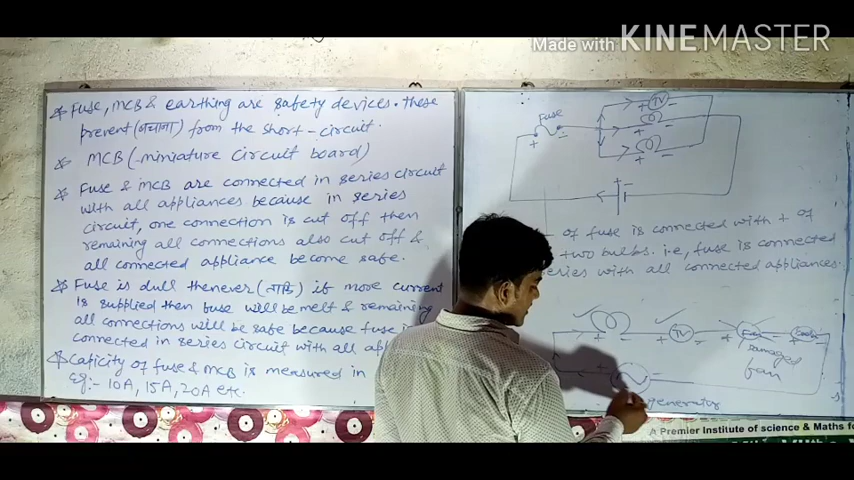 Made with KINEMASTER
* Fuse, MCB & earthing are safety devices. These
prevent (बचाना) from the short-circuit.
* MCB (miniature circuit board)
* Fuse & MCB are connected in series circuit
with all appliances because in series
circuit, one connection is cut off then
remaining all connections also cut off &
all connected appliance become safe.
* Fuse is dull thenever (ताकि) if more current
is supplied then fuse will be melt & remaining
all connections will be safe because fuse i
connected in series circuit with all ap
* Capicity of fuse & MCB is measured in
eg:- 10A, 15A, 20A etc.
Fuse
TV
+ -
+ -
+ -
+ -
+ -
- of fuse is connected with + of
two bulbs. i.e, fuse is connected
series with all connected appliances.
TV
+ - + - + - +
damaged
fan
+ -
generator
A Premier Institute of science & Maths fo